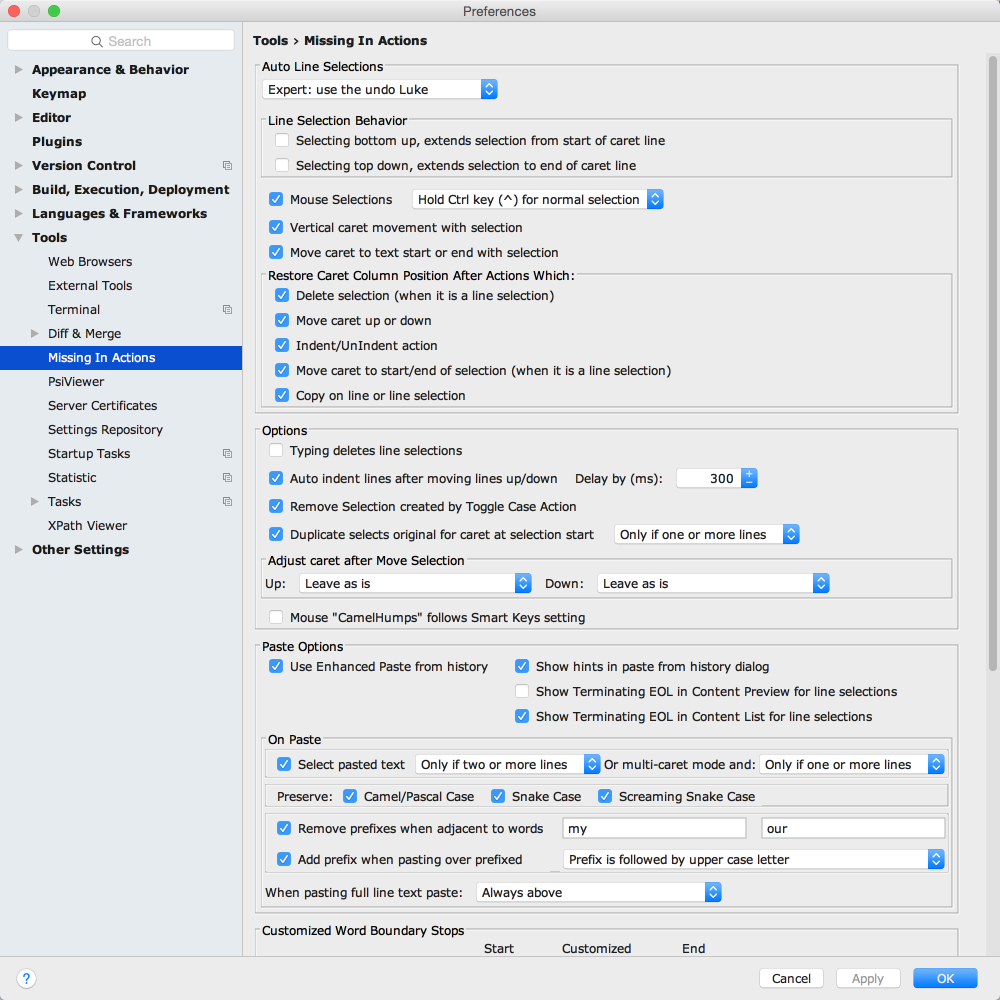 Preferences
Search
Appearance & Behavior
Keymap
Editor
Plugins
Version Control
Build, Execution, Deployment
Languages & Frameworks
Tools
Web Browsers
External Tools
Terminal
Diff & Merge
Missing In Actions
PsiViewer
Server Certificates
Settings Repository
Startup Tasks
Statistic
Tasks
XPath Viewer
Other Settings
Tools › Missing In Actions
Auto Line Selections
Expert: use the undo Luke
Line Selection Behavior
Selecting bottom up, extends selection from start of caret line
Selecting top down, extends selection to end of caret line
Mouse Selections Hold Ctrl key (^) for normal selection
Vertical caret movement with selection
Move caret to text start or end with selection
Restore Caret Column Position After Actions Which:
Delete selection (when it is a line selection)
Move caret up or down
Indent/UnIndent action
Move caret to start/end of selection (when it is a line selection)
Copy on line or line selection
Options
Typing deletes line selections
Auto indent lines after moving lines up/down Delay by (ms): 300
Remove Selection created by Toggle Case Action
Duplicate selects original for caret at selection start Only if one or more lines
Adjust caret after Move Selection
Up: Leave as is Down: Leave as is
Mouse "CamelHumps" follows Smart Keys setting
Paste Options
Use Enhanced Paste from history Show hints in paste from history dialog
Show Terminating EOL in Content Preview for line selections
Show Terminating EOL in Content List for line selections
On Paste
Select pasted text Only if two or more lines Or multi-caret mode and: Only if one or more lines
Preserve: Camel/Pascal Case Snake Case Screaming Snake Case
Remove prefixes when adjacent to words my our
Add prefix when pasting over prefixed Prefix is followed by upper case letter
When pasting full line text paste: Always above
Customized Word Boundary Stops
Start Customized End
? Cancel Apply OK